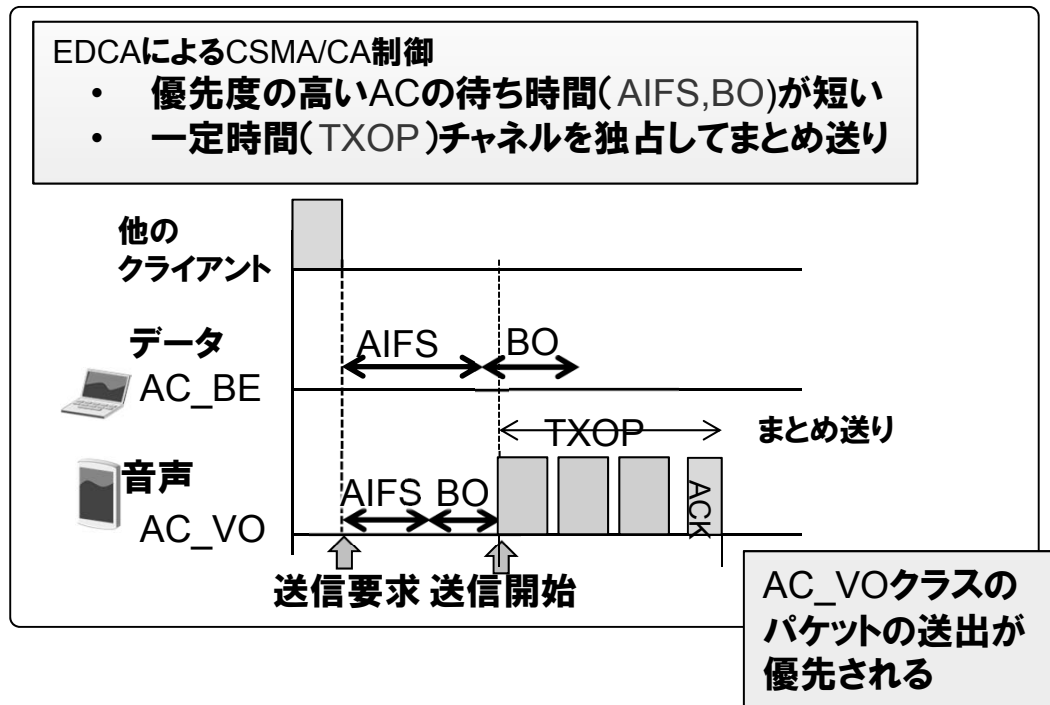 EDCAによるCSMA/CA制御
• 優先度の高いACの待ち時間(AIFS,BO)が短い
• 一定時間(TXOP)チャネルを独占してまとめ送り
他の
クライアント
データ
AC_BE
AIFS
BO
TXOP
まとめ送り
音声
AC_VO
AIFS
BO
ACK
送信要求
送信開始
AC_VOクラスの
パケットの送出が
優先される